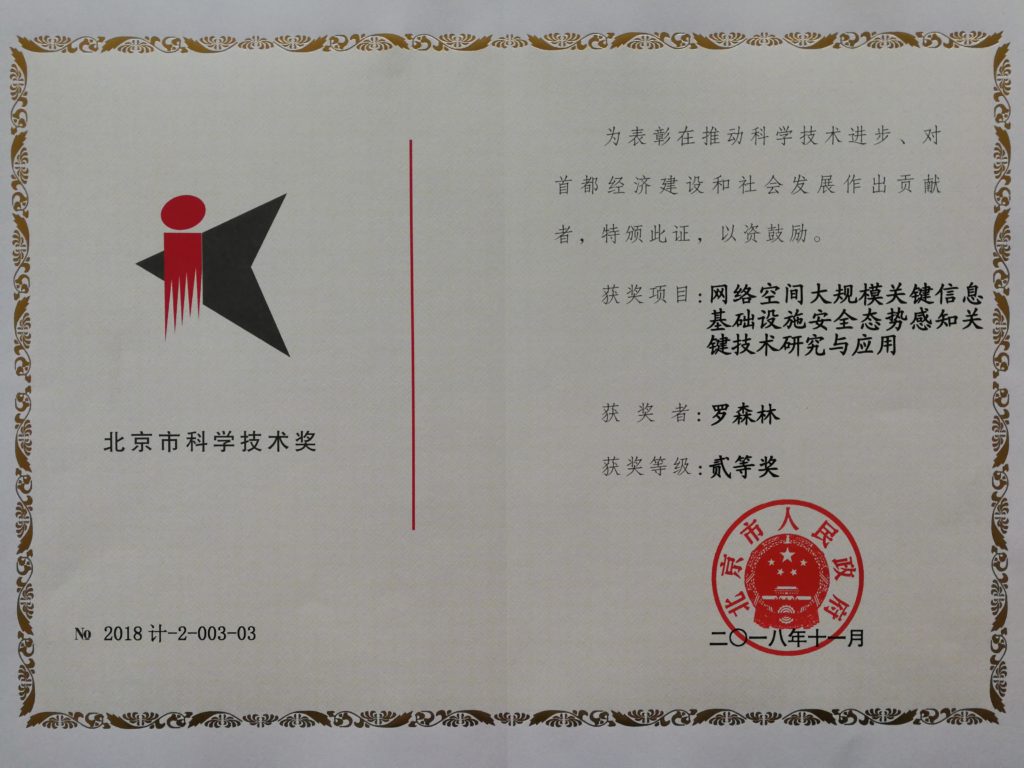 北京市科学技术奖
№ 2018 计-2-003-03
为表彰在推动科学技术进步、对
首都经济建设和社会发展作出贡献
者，特颁此证，以资鼓励。
获奖项目：网络空间大规模关键信息
基础设施安全态势感知关
键技术研究与应用
获 奖 者：罗森林
获奖等级：贰等奖
北京市人民政府
二〇一八年十一月